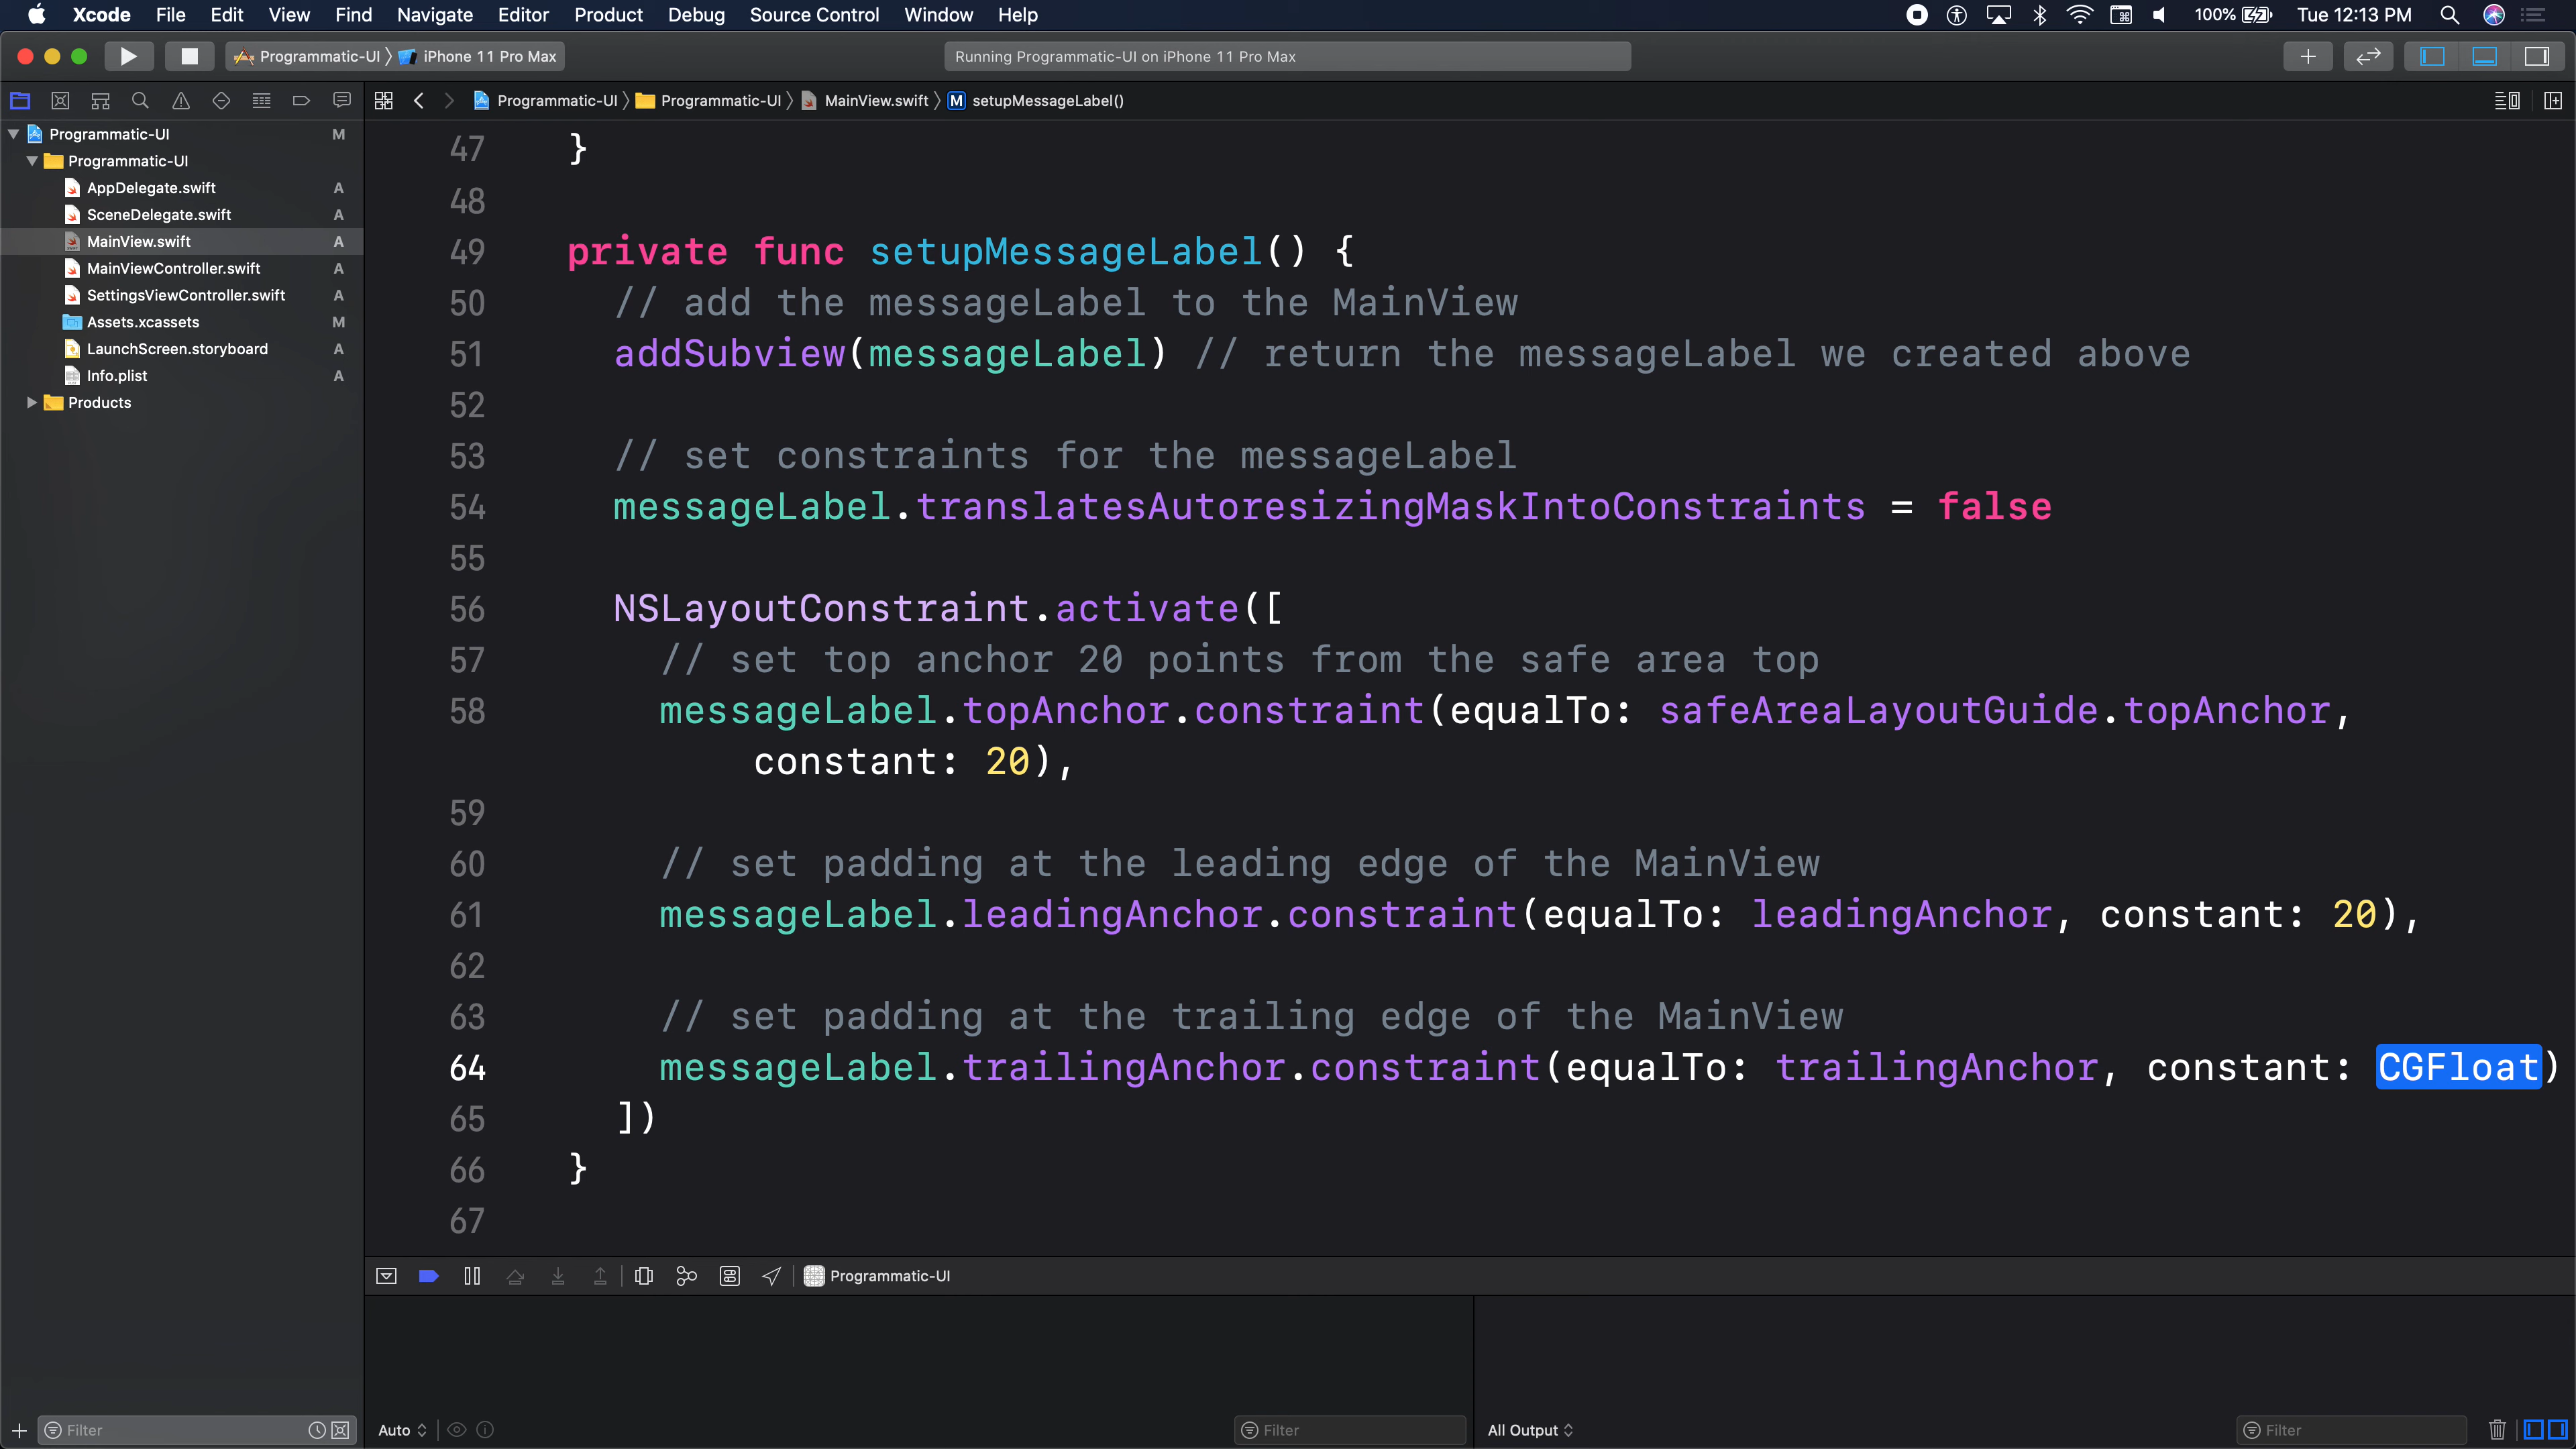 Xcode File Edit View Find Navigate Editor Product Debug Source Control Window Help 100% Tue 12:13 PM
Programmatic-UI iPhone 11 Pro Max Running Programmatic-UI on iPhone 11 Pro Max
Programmatic-UI Programmatic-UI MainView.swift M setupMessageLabel()
Programmatic-UI M
Programmatic-UI
AppDelegate.swift A
SceneDelegate.swift A
MainView.swift A
MainViewController.swift A
SettingsViewController.swift A
Assets.xcassets M
LaunchScreen.storyboard A
Info.plist A
Products
47 }
48
49 private func setupMessageLabel() {
50 // add the messageLabel to the MainView
51 addSubview(messageLabel) // return the messageLabel we created above
52
53 // set constraints for the messageLabel
54 messageLabel.translatesAutoresizingMaskIntoConstraints = false
55
56 NSLayoutConstraint.activate([
57 // set top anchor 20 points from the safe area top
58 messageLabel.topAnchor.constraint(equalTo: safeAreaLayoutGuide.topAnchor,
constant: 20),
59
60 // set padding at the leading edge of the MainView
61 messageLabel.leadingAnchor.constraint(equalTo: leadingAnchor, constant: 20),
62
63 // set padding at the trailing edge of the MainView
64 messageLabel.trailingAnchor.constraint(equalTo: trailingAnchor, constant: CGFloat)
65 ])
66 }
67
Programmatic-UI
Filter Auto Filter All Output Filter